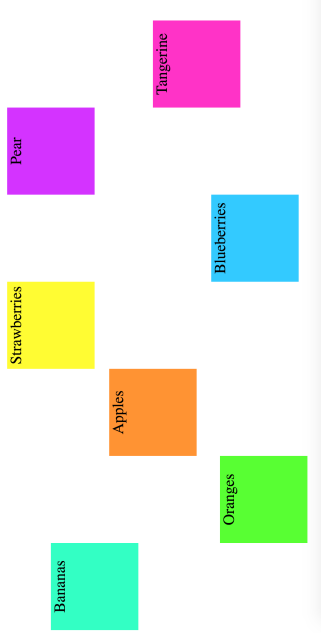 Bananas
Oranges
Apples
Strawberries
Blueberries
Pear
Tangerine